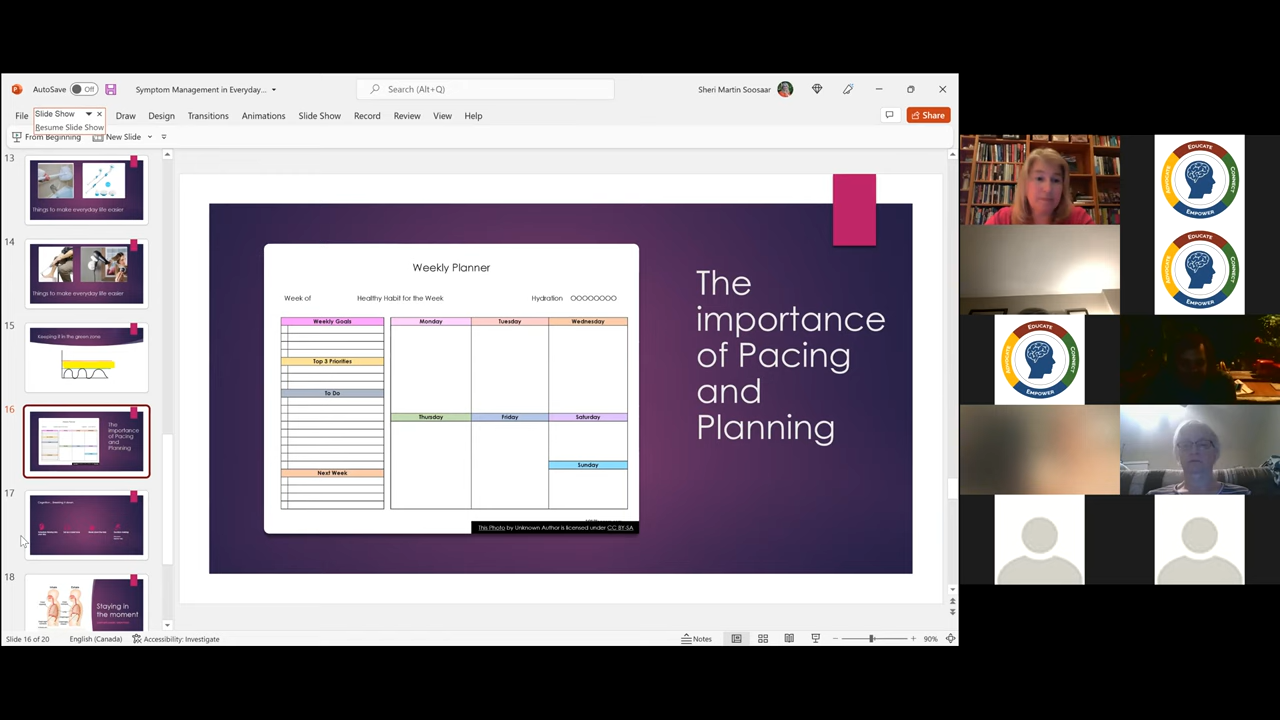 AutoSave Off Symptom Management in Everyday... Search (Alt+Q) Sheri Martin Soosaar
File Slide Show Draw Design Transitions Animations Slide Show Record Review View Help Share
Resume Slide Show
From Beginning New Slide
13
Things to make everyday life easier
14
Things to make everyday life easier
15
Keeping it in the green zone
16
The
importance
of Pacing
and
Planning
17
18
Staying in
the moment
Weekly Planner
Week of Healthy Habit for the Week Hydration OOOOOOOO
Weekly Goals
Top 3 Priorities
To Do
Next Week
Monday Tuesday Wednesday
Thursday Friday Saturday
Sunday
This Photo by Unknown Author is licensed under CC BY-SA
The
importance
of Pacing
and
Planning
Slide 16 of 20 English (Canada) Accessibility: Investigate Notes 90%
EDUCATE
ADVOCATE
CONNECT
EMPOWER
EDUCATE
ADVOCATE
CONNECT
EMPOWER
EDUCATE
ADVOCATE
CONNECT
EMPOWER